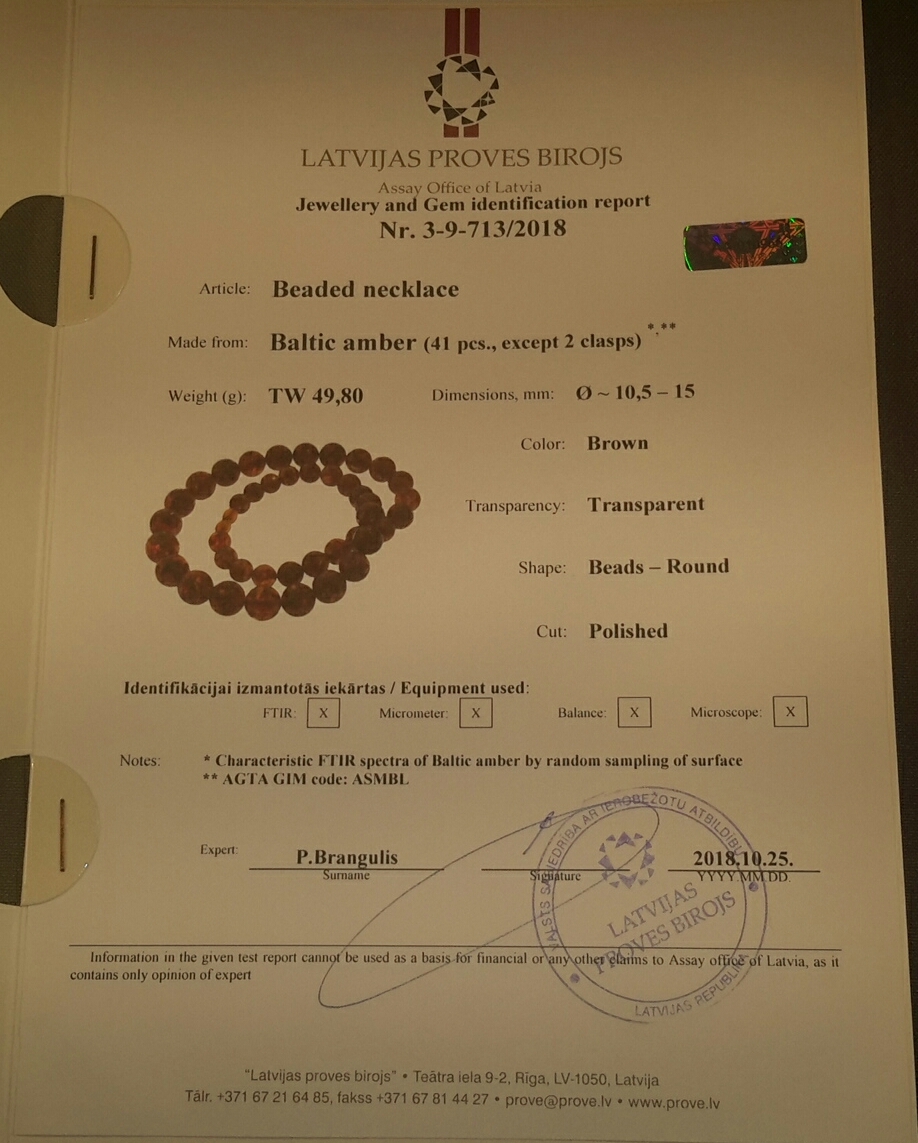 LATVIJAS PROVES BIROJS
Assay Office of Latvia
Jewellery and Gem identification report
Nr. 3-9-713/2018
Article: Beaded necklace
Made from: Baltic amber (41 pcs., except 2 clasps) *,**
Weight (g): TW 49,80 Dimensions, mm: Ø ~ 10,5 – 15
Color: Brown
Transparency: Transparent
Shape: Beads – Round
Cut: Polished
Identifikācijai izmantotās iekārtas / Equipment used:
FTIR: X Micrometer: X Balance: X Microscope: X
Notes: * Characteristic FTIR spectra of Baltic amber by random sampling of surface
** AGTA GIM code: ASMBL
Expert: P.Brangulis 2018.10.25.
Surname Signature YYYY.MM.DD.
VALSTS SABIEDRĪBA AR IEROBEŽOTU ATBILDĪBU
LATVIJAS
PROVES BIROJS
LATVIJAS REPUBLIKA
Information in the given test report cannot be used as a basis for financial or any other claims to Assay office of Latvia, as it
contains only opinion of expert
"Latvijas proves birojs" • Teātra iela 9-2, Rīga, LV-1050, Latvija
Tālr. +371 67 21 64 85, fakss +371 67 81 44 27 • prove@prove.lv • www.prove.lv